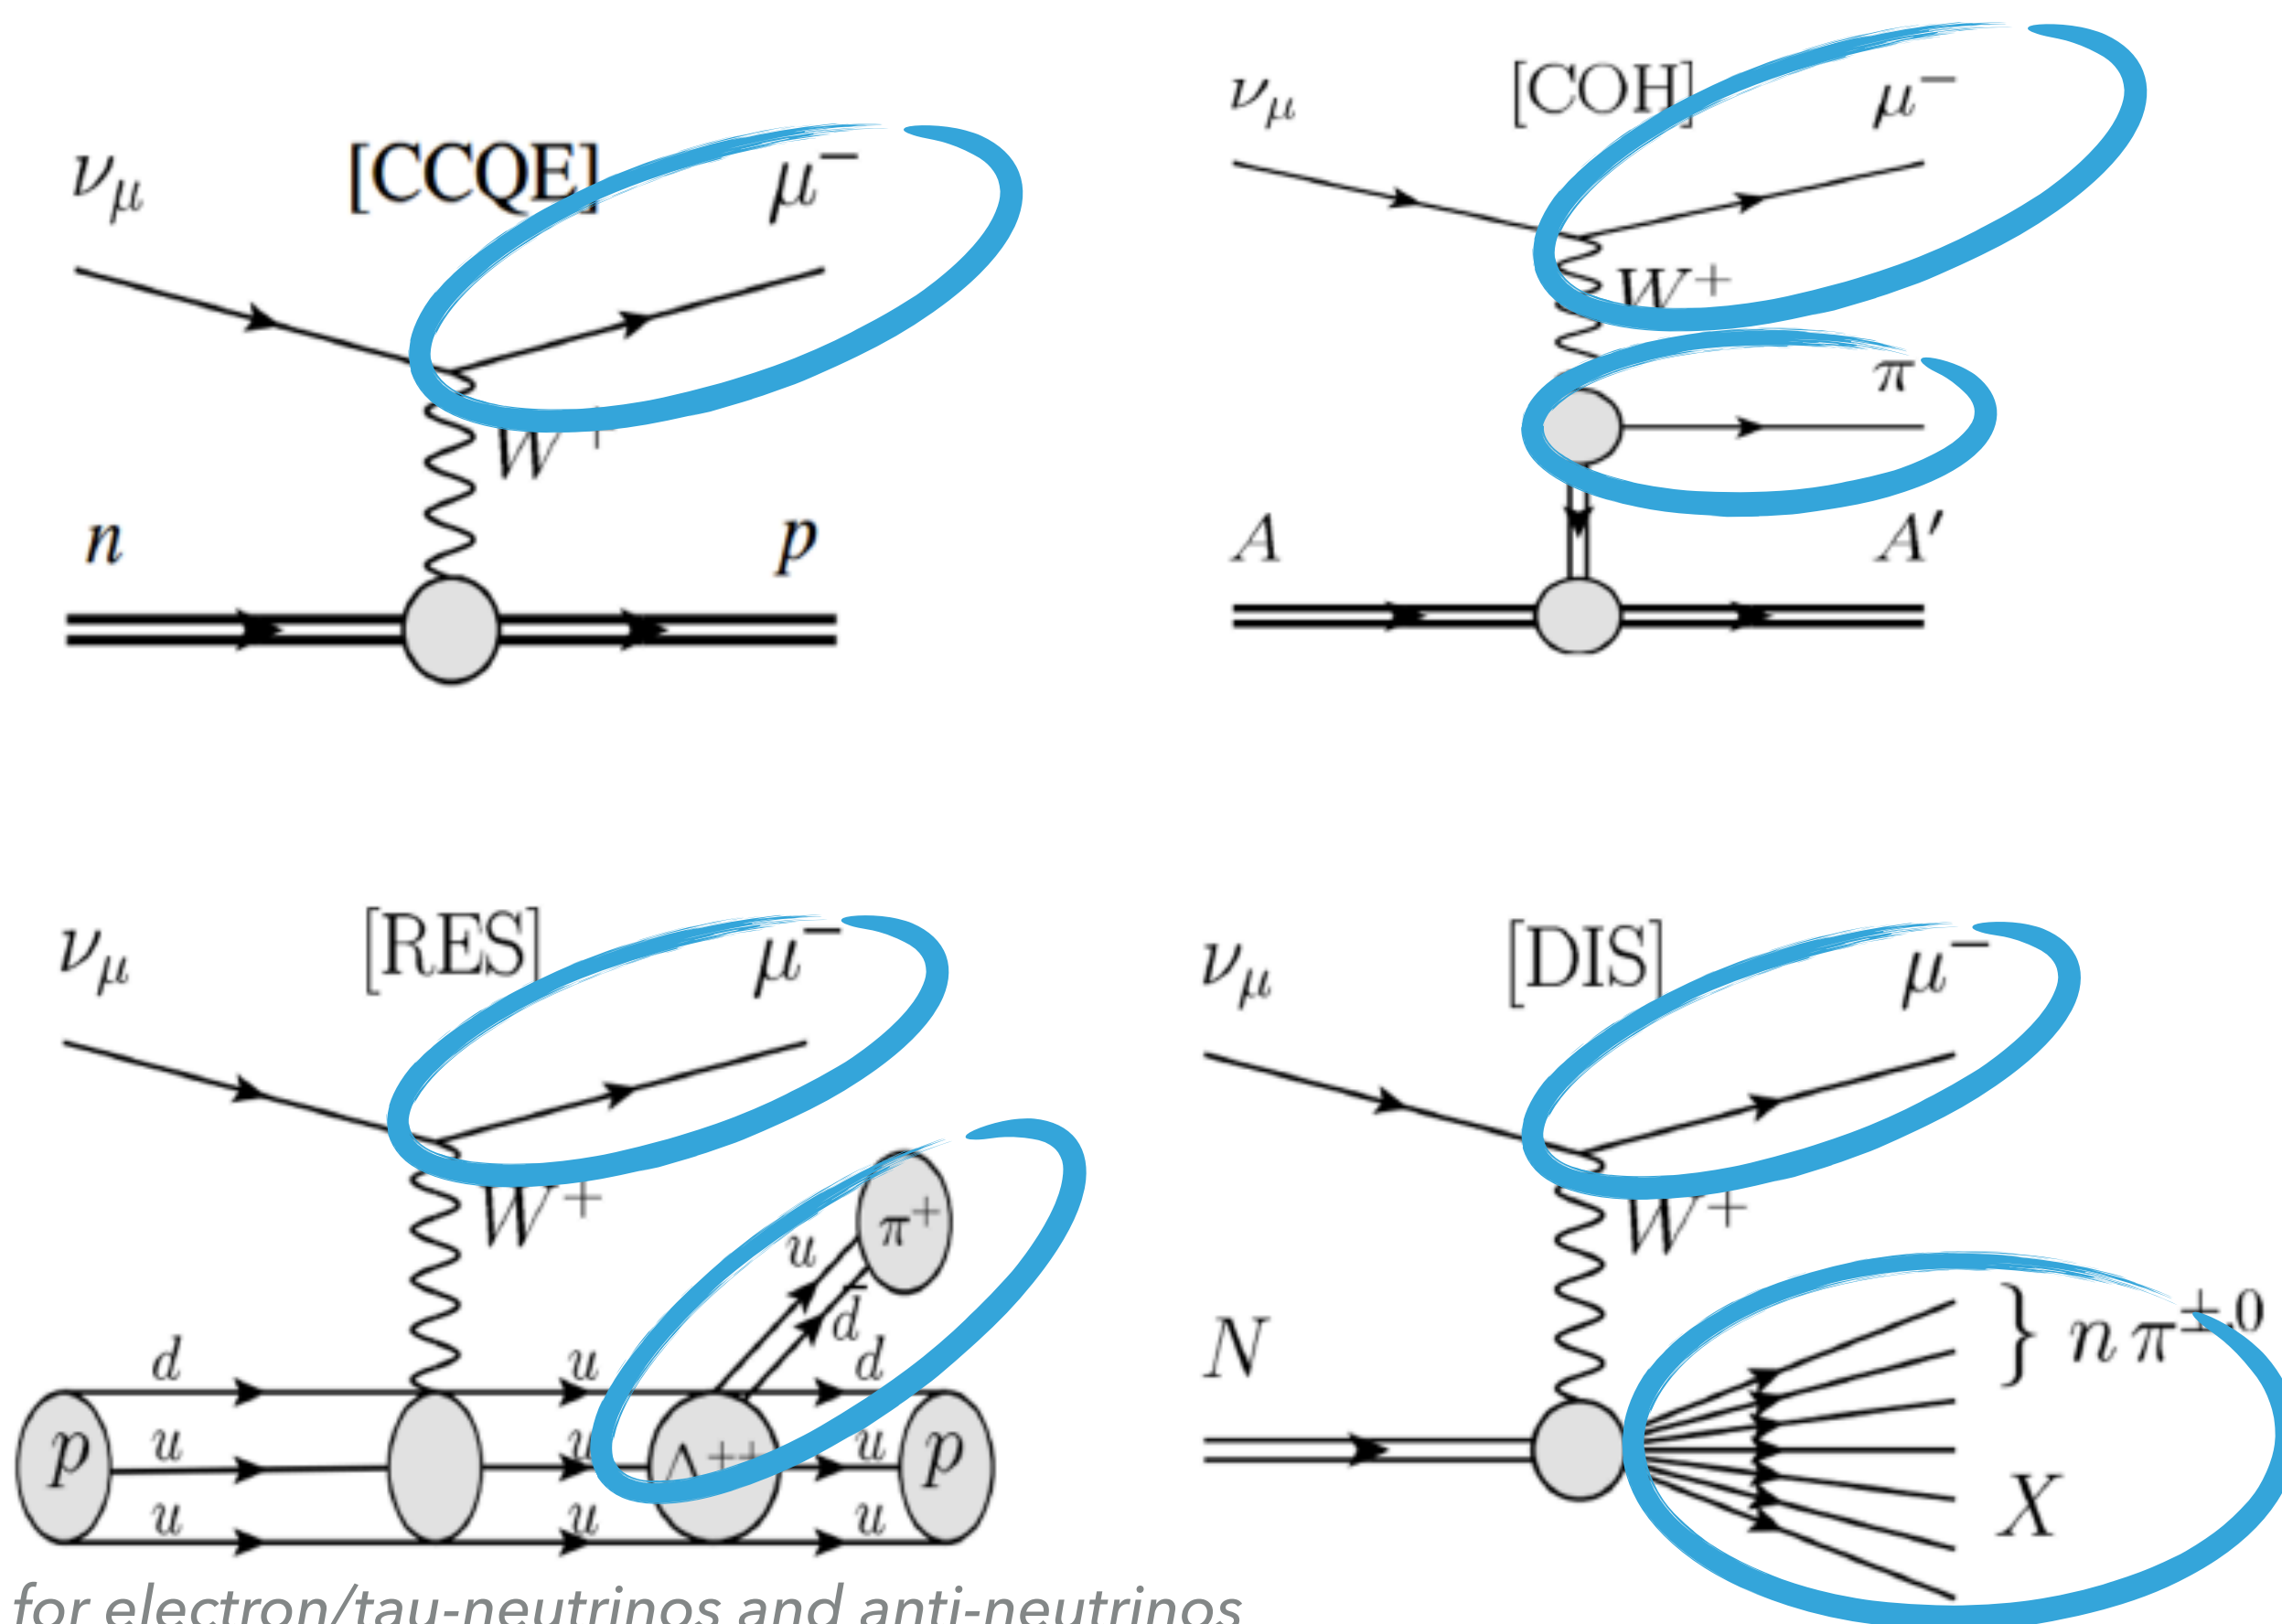 [CCQE]
ν_μ
μ⁻
W⁺
n
p
[COH]
ν_μ
μ⁻
W⁺
π
A
A′
[RES]
ν_μ
μ⁻
W⁺
π⁺
u
d̄
d
u
d
p
u
u
Δ⁺⁺
u
p
u
u
u
[DIS]
ν_μ
μ⁻
W⁺
N
} n π^±,0
X
for electron/tau-neutrinos and anti-neutrinos